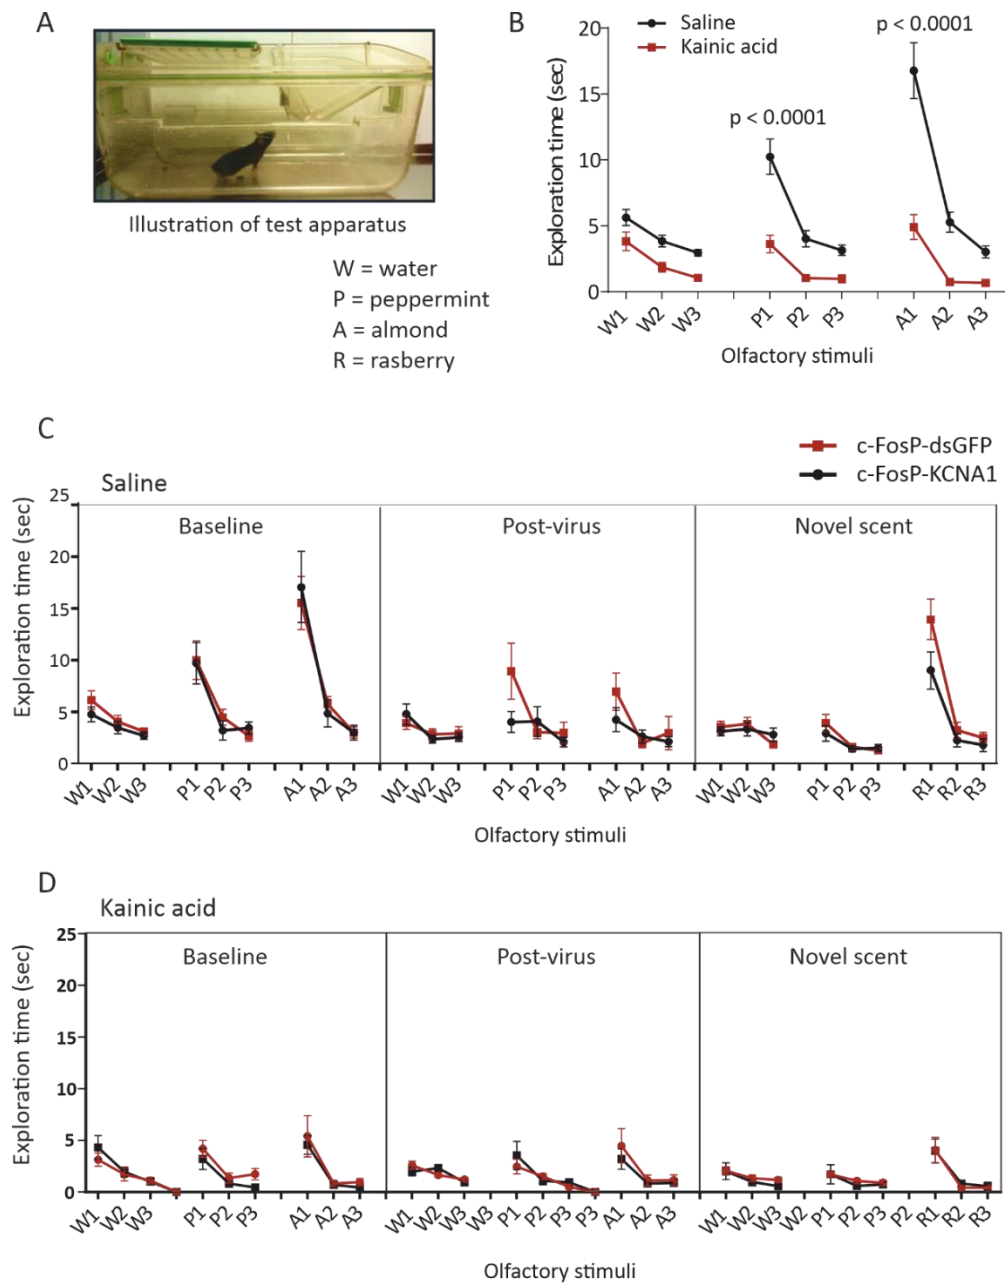 A
Illustration of test apparatus
W = water
P = peppermint
A = almond
R = rasberry
B
Saline
Kainic acid
p < 0.0001
p < 0.0001
Exploration time (sec)
20
15
10
5
0
W1 W2 W3 P1 P2 P3 A1 A2 A3
Olfactory stimuli
C
c-FosP-dsGFP
c-FosP-KCNA1
Saline
Baseline Post-virus Novel scent
Exploration time (sec)
25
20
15
10
5
0
W1 W2 W3 P1 P2 P3 A1 A2 A3 W1 W2 W3 P1 P2 P3 A1 A2 A3 W1 W2 W3 P1 P2 P3 R1 R2 R3
Olfactory stimuli
D
Kainic acid
Baseline Post-virus Novel scent
Exploration time (sec)
25
20
15
10
5
0
W1 W2 W3 P1 P2 P3 A1 A2 A3 W1 W2 W3 W3 P1 P2 P3 P3 A1 A2 A3 W1 W2 W3 W2 P1 P2 P3 P2 R1 R2 R3
Olfactory stimuli